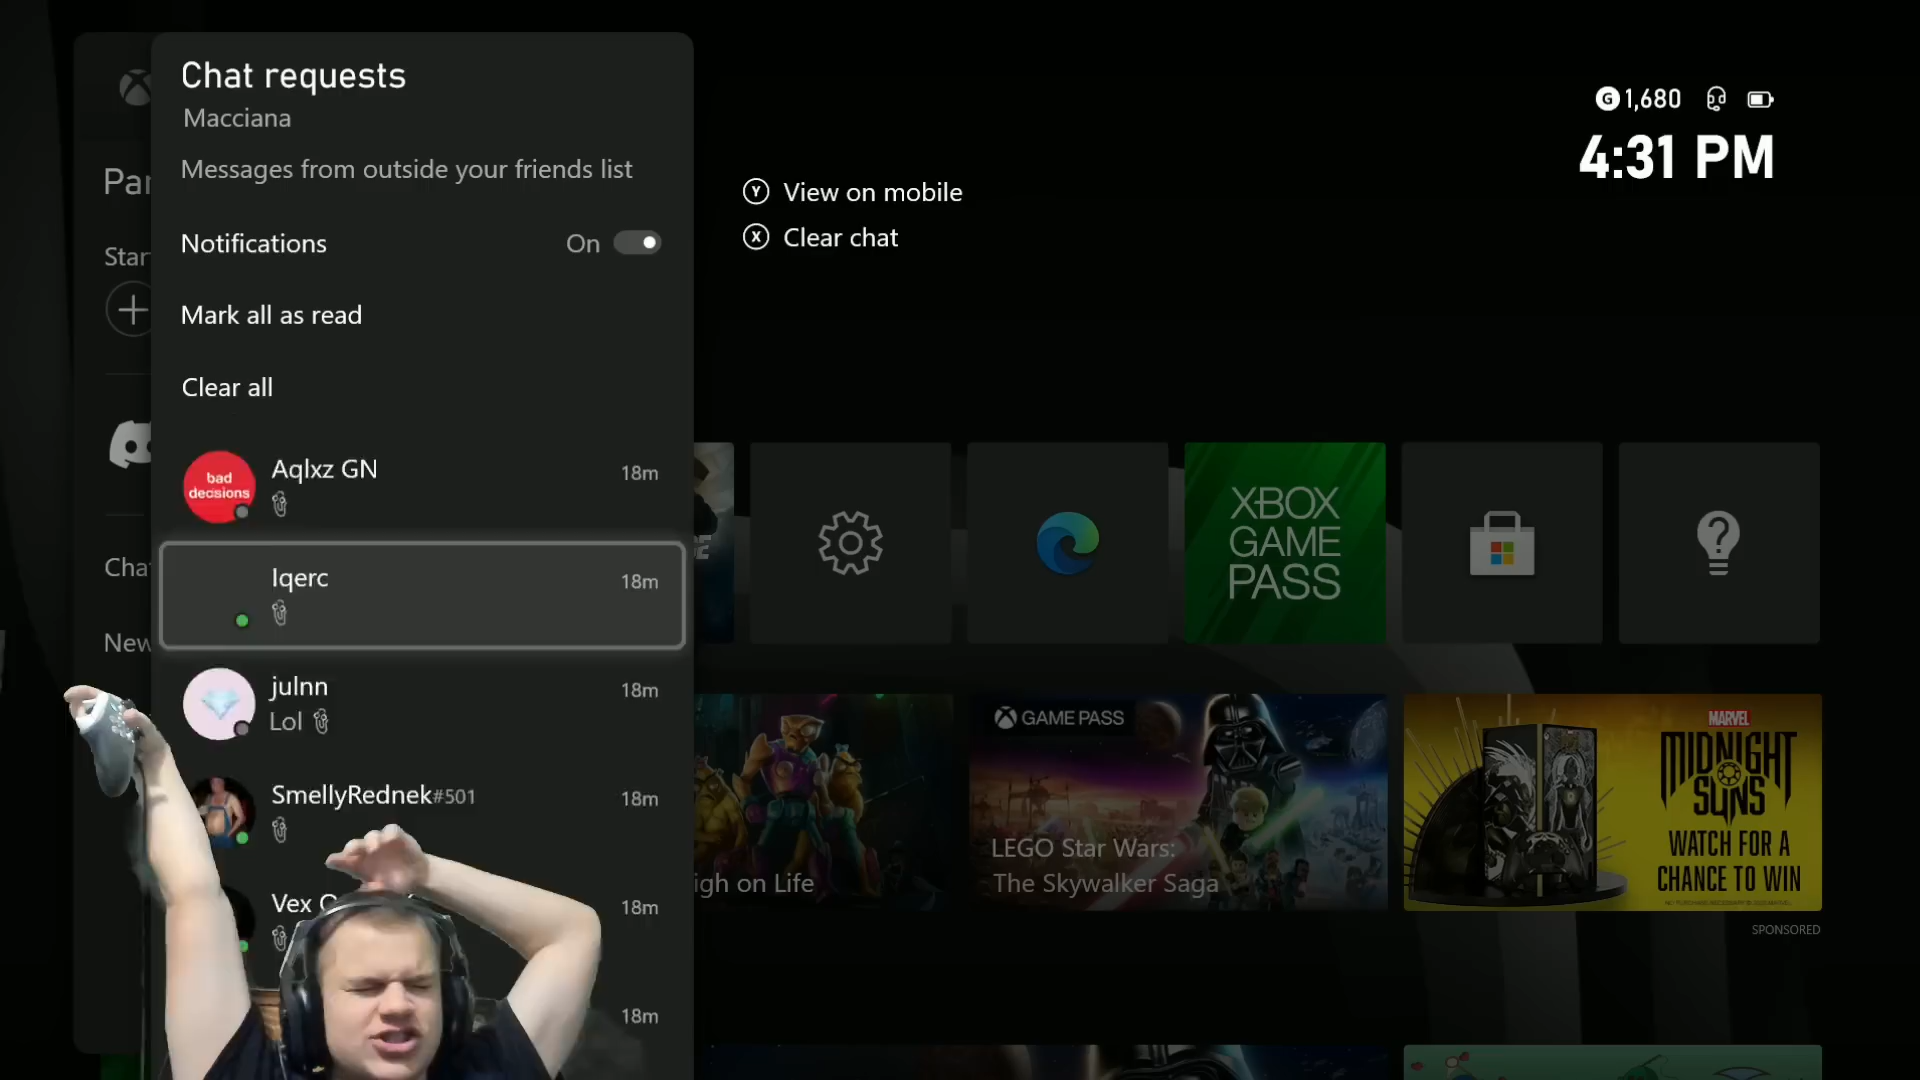 Chat requests
Macciana
Messages from outside your friends list
Notifications
On
Mark all as read
Clear all
bad
decisions
Aqlxz GN
18m
Iqerc
18m
julnn
18m
Lol
SmellyRednek#501
18m
Vex
18m
18m
Y View on mobile
X Clear chat
G 1,680
4:31 PM
XBOX
GAME
PASS
igh on Life
GAME PASS
LEGO Star Wars:
The Skywalker Saga
MARVEL
MIDNIGHT
SUNS
WATCH FOR A
CHANCE TO WIN
SPONSORED